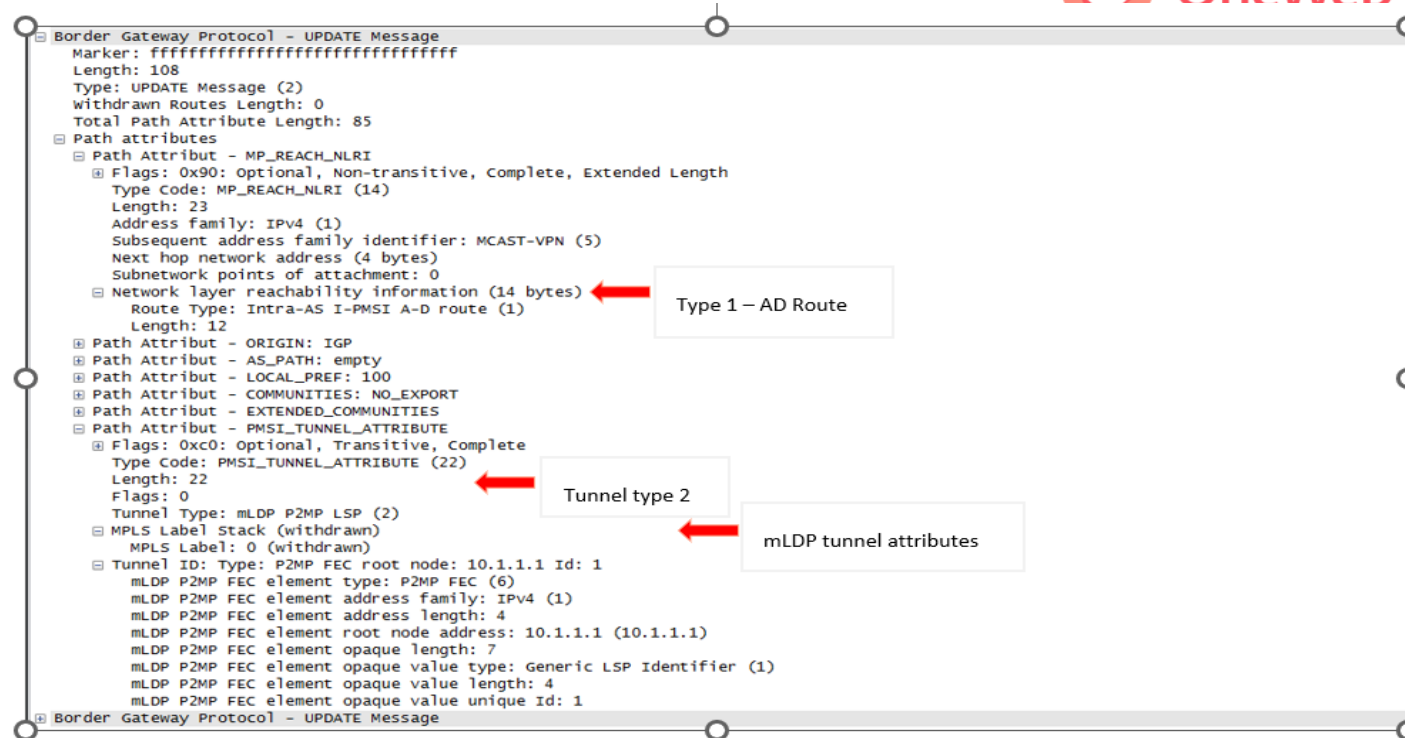 Border Gateway Protocol - UPDATE Message
Marker: ffffffffffffffffffffffffffffffff
Length: 108
Type: UPDATE Message (2)
Withdrawn Routes Length: 0
Total Path Attribute Length: 85
Path attributes
Path Attribut - MP_REACH_NLRI
Flags: 0x90: Optional, Non-transitive, Complete, Extended Length
Type Code: MP_REACH_NLRI (14)
Length: 23
Address family: IPv4 (1)
Subsequent address family identifier: MCAST-VPN (5)
Next hop network address (4 bytes)
Subnetwork points of attachment: 0
Network layer reachability information (14 bytes)
Type 1 – AD Route
Route Type: Intra-AS I-PMSI A-D route (1)
Length: 12
Path Attribut - ORIGIN: IGP
Path Attribut - AS_PATH: empty
Path Attribut - LOCAL_PREF: 100
Path Attribut - COMMUNITIES: NO_EXPORT
Path Attribut - EXTENDED_COMMUNITIES
Path Attribut - PMSI_TUNNEL_ATTRIBUTE
Flags: 0xc0: Optional, Transitive, Complete
Type Code: PMSI_TUNNEL_ATTRIBUTE (22)
Length: 22
Flags: 0
Tunnel type 2
Tunnel Type: mLDP P2MP LSP (2)
MPLS Label Stack (withdrawn)
mLDP tunnel attributes
MPLS Label: 0 (withdrawn)
Tunnel ID: Type: P2MP FEC root node: 10.1.1.1 Id: 1
mLDP P2MP FEC element type: P2MP FEC (6)
mLDP P2MP FEC element address family: IPv4 (1)
mLDP P2MP FEC element address length: 4
mLDP P2MP FEC element root node address: 10.1.1.1 (10.1.1.1)
mLDP P2MP FEC element opaque length: 7
mLDP P2MP FEC element opaque value type: Generic LSP Identifier (1)
mLDP P2MP FEC element opaque value length: 4
mLDP P2MP FEC element opaque value unique Id: 1
Border Gateway Protocol - UPDATE Message